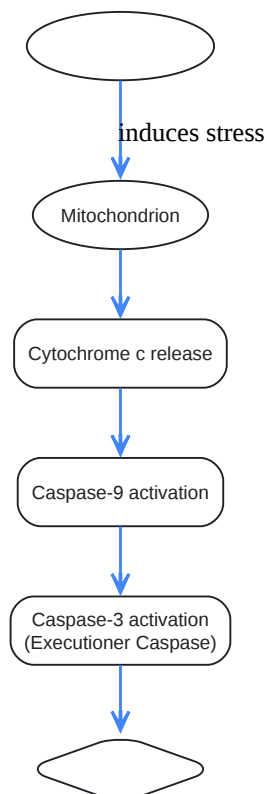 induces stress
Mitochondrion
Cytochrome c release
Caspase-9 activation
Caspase-3 activation
(Executioner Caspase)